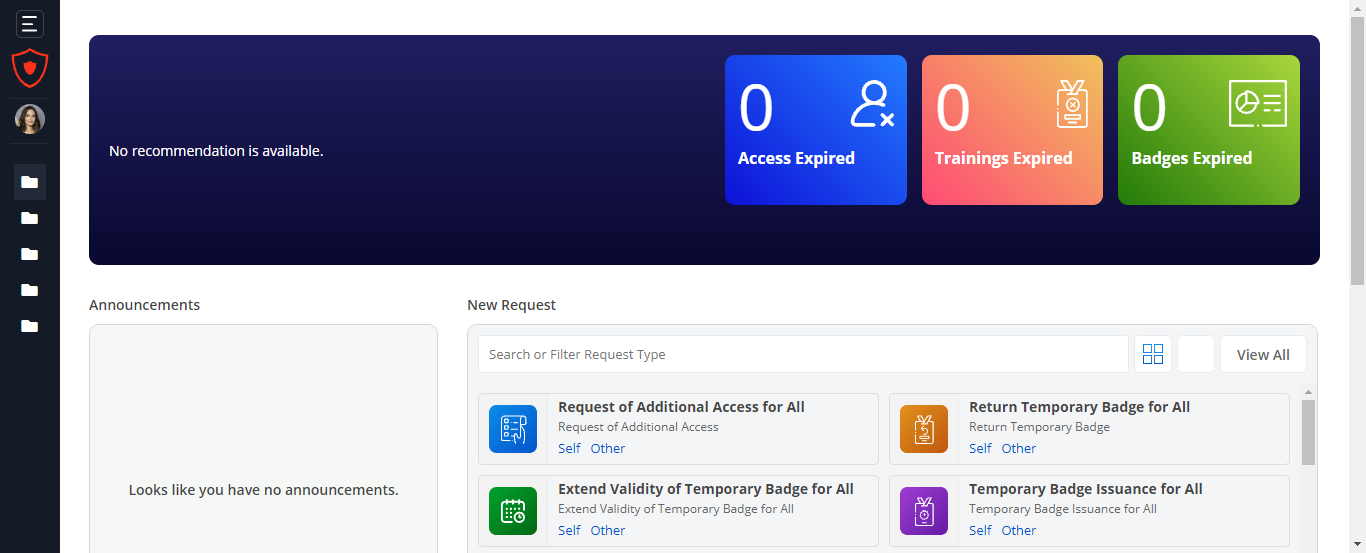 No recommendation is available.
0
Access Expired
0
Trainings Expired
0
Badges Expired
Announcements
Looks like you have no announcements.
New Request
Search or Filter Request Type
View All
Request of Additional Access for All
Request of Additional Access
Self Other
Return Temporary Badge for All
Return Temporary Badge
Self Other
Extend Validity of Temporary Badge for All
Extend Validity of Temporary Badge for All
Self Other
Temporary Badge Issuance for All
Temporary Badge Issuance for All
Self Other